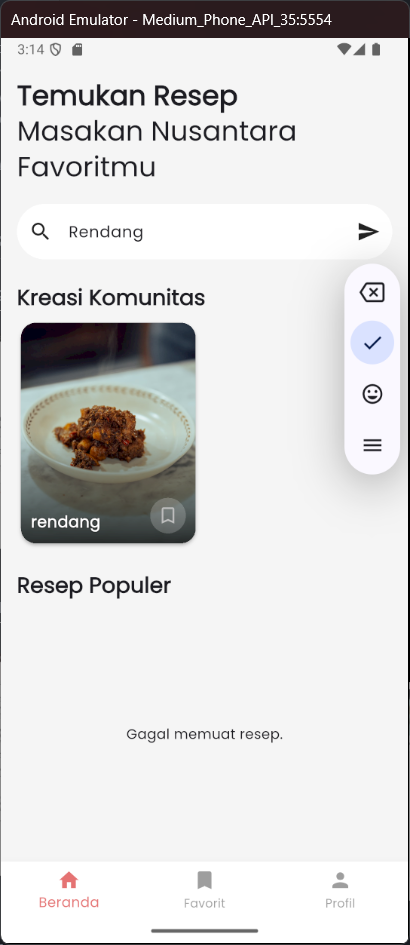 Android Emulator - Medium_Phone_API_35:5554
3:14
Temukan Resep
Masakan Nusantara
Favoritmu
Rendang
Kreasi Komunitas
rendang
Resep Populer
Gagal memuat resep.
Beranda
Favorit
Profil